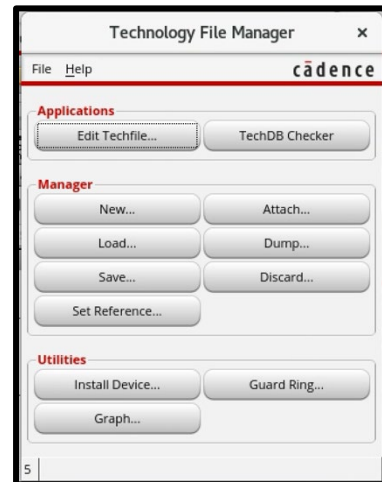 Technology File Manager ×
File Help cādence
Applications
Edit Techfile... TechDB Checker
Manager
New... Attach...
Load... Dump...
Save... Discard...
Set Reference...
Utilities
Install Device... Guard Ring...
Graph...
5